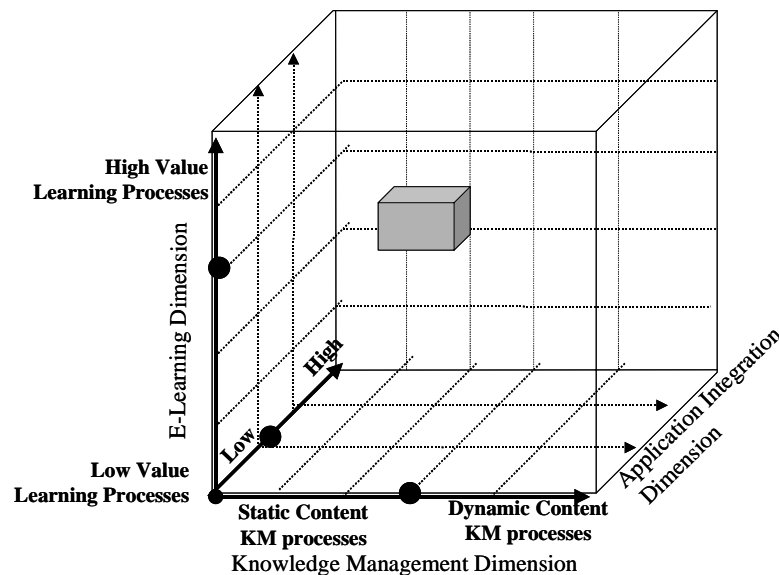 High Value
Learning Processes
E-Learning Dimension
High
Low
Low Value
Learning Processes
Static Content
KM processes
Dynamic Content
KM processes
Knowledge Management Dimension
Application Integration
Dimension